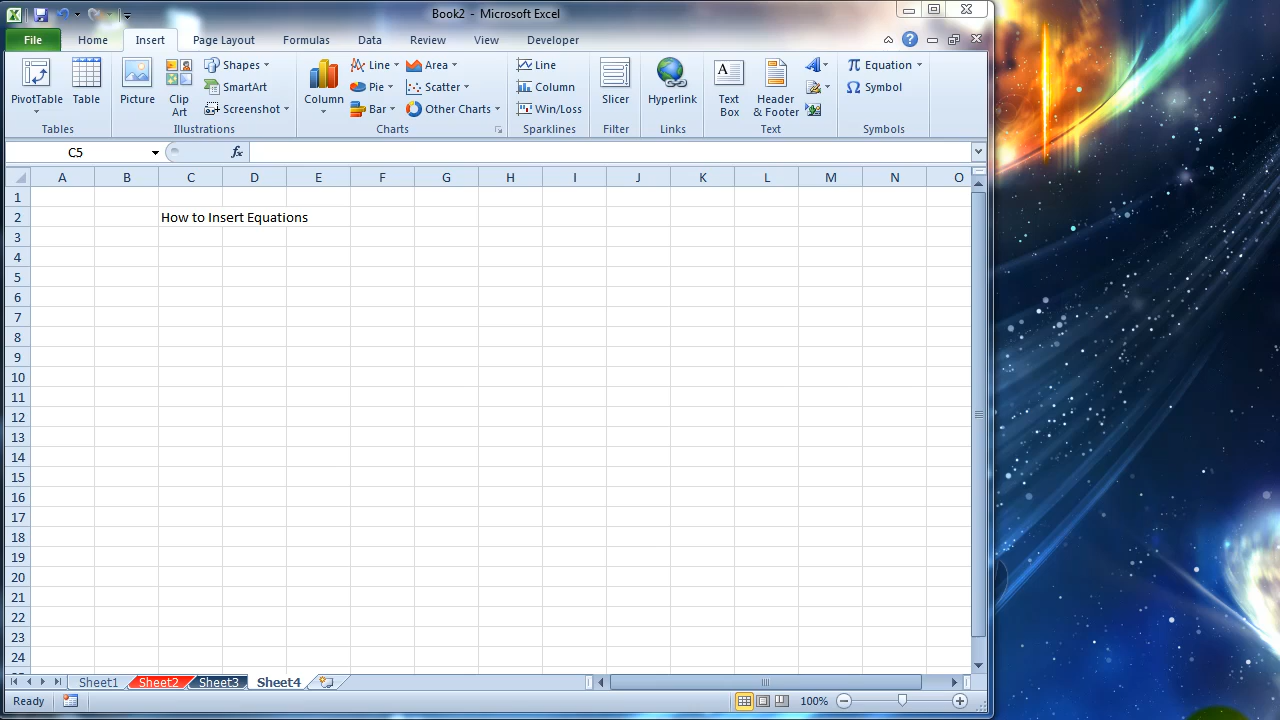 Book2 - Microsoft Excel
File Home Insert Page Layout Formulas Data Review View Developer
PivotTable Table Picture Clip Art Shapes SmartArt Screenshot Column Line Pie Bar Area Scatter Other Charts Line Column Win/Loss Slicer Hyperlink Text Box Header & Footer Equation Symbol
Tables Illustrations Charts Sparklines Filter Links Text Symbols
C5 fx
A B C D E F G H I J K L M N O
1
2 How to Insert Equations
3
4
5
6
7
8
9
10
11
12
13
14
15
16
17
18
19
20
21
22
23
24
Sheet1 Sheet2 Sheet3 Sheet4
Ready 100%